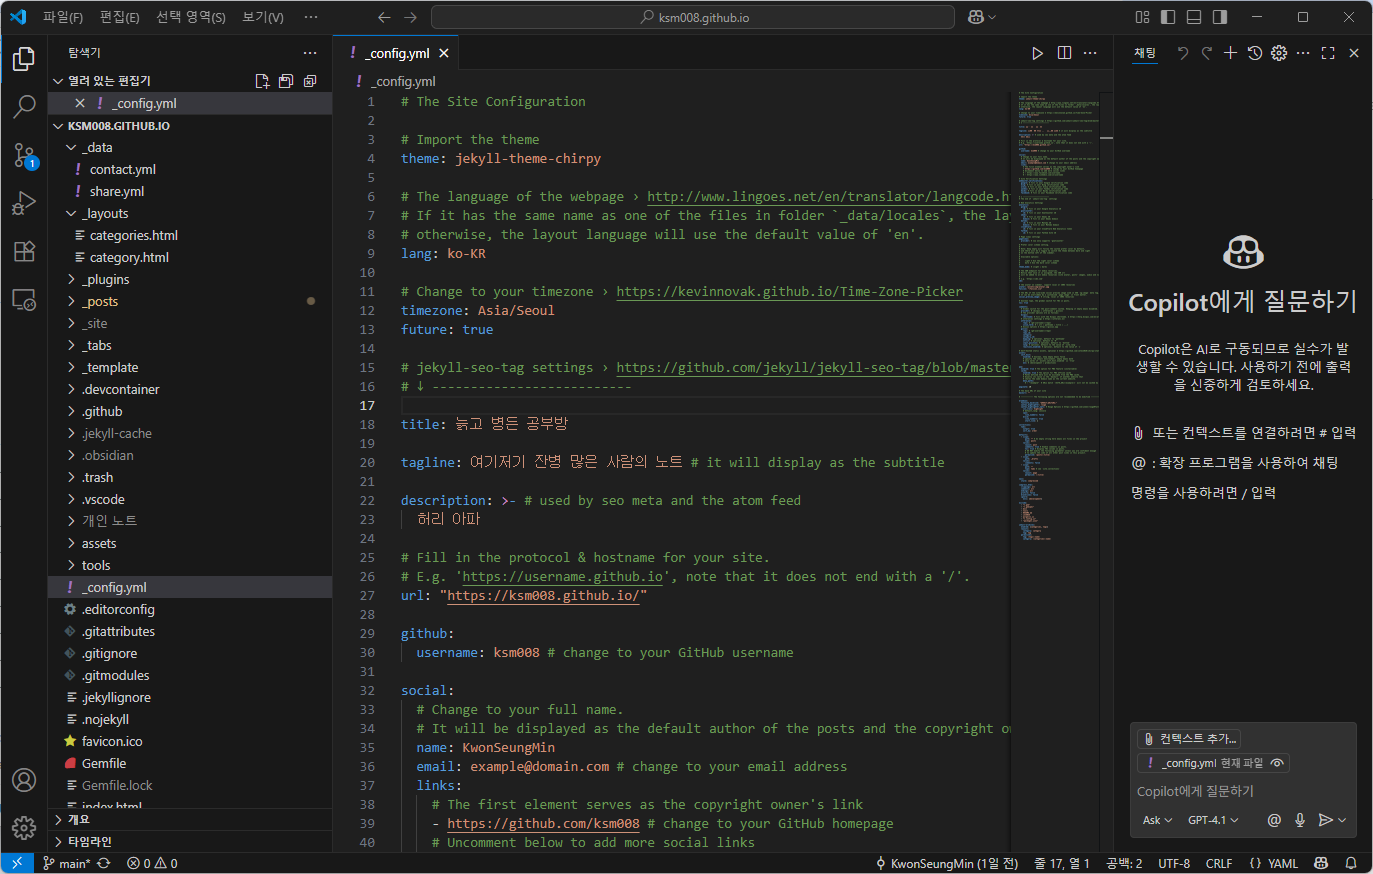 파일(F) 편집(E) 선택 영역(S) 보기(V) ··· ksm008.github.io
탐색기
열려 있는 편집기
_config.yml
KSM008.GITHUB.IO
_data
contact.yml
share.yml
_layouts
categories.html
category.html
_plugins
_posts
_site
_tabs
_template
.devcontainer
.github
.jekyll-cache
.obsidian
.trash
.vscode
개인 노트
assets
tools
_config.yml
.editorconfig
.gitattributes
.gitignore
.gitmodules
.jekyllignore
.nojekyll
favicon.ico
Gemfile
Gemfile.lock
index.html
개요
타임라인
1
_config.yml
_config.yml
1 # The Site Configuration
2
3 # Import the theme
4 theme: jekyll-theme-chirpy
5
6 # The language of the webpage › http://www.lingoes.net/en/translator/langcode.h
7 # If it has the same name as one of the files in folder `_data/locales`, the la
8 # otherwise, the layout language will use the default value of 'en'.
9 lang: ko-KR
10
11 # Change to your timezone › https://kevinnovak.github.io/Time-Zone-Picker
12 timezone: Asia/Seoul
13 future: true
14
15 # jekyll-seo-tag settings › https://github.com/jekyll/jekyll-seo-tag/blob/master
16 # ↓ --------------------------
17
18 title: 늙고 병든 공부방
19
20 tagline: 여기저기 잔병 많은 사람의 노트 # it will display as the subtitle
21
22 description: >- # used by seo meta and the atom feed
23 허리 아파
24
25 # Fill in the protocol & hostname for your site.
26 # E.g. 'https://username.github.io', note that it does not end with a '/'.
27 url: "https://ksm008.github.io/"
28
29 github:
30 username: ksm008 # change to your GitHub username
31
32 social:
33 # Change to your full name.
34 # It will be displayed as the default author of the posts and the copyright o
35 name: KwonSeungMin
36 email: example@domain.com # change to your email address
37 links:
38 # The first element serves as the copyright owner's link
39 - https://github.com/ksm008 # change to your GitHub homepage
40 # Uncomment below to add more social links
채팅
Copilot에게 질문하기
Copilot은 AI로 구동되므로 실수가 발
생할 수 있습니다. 사용하기 전에 출력
을 신중하게 검토하세요.
또는 컨텍스트를 연결하려면 # 입력
@ : 확장 프로그램을 사용하여 채팅
명령을 사용하려면 / 입력
컨텍스트 추가...
_config.yml 현재 파일
Copilot에게 질문하기
Ask GPT-4.1 @
main* 0 0 KwonSeungMin (1일 전) 줄 17, 열 1 공백: 2 UTF-8 CRLF {} YAML